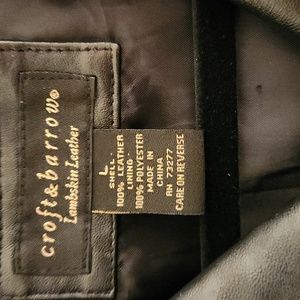 croft&barrow®
Lambskin Leather
L
SHELL:
100% LEATHER
LINING:
100% POLYESTER
MADE IN
CHINA
RN 73277
CARE ON REVERSE